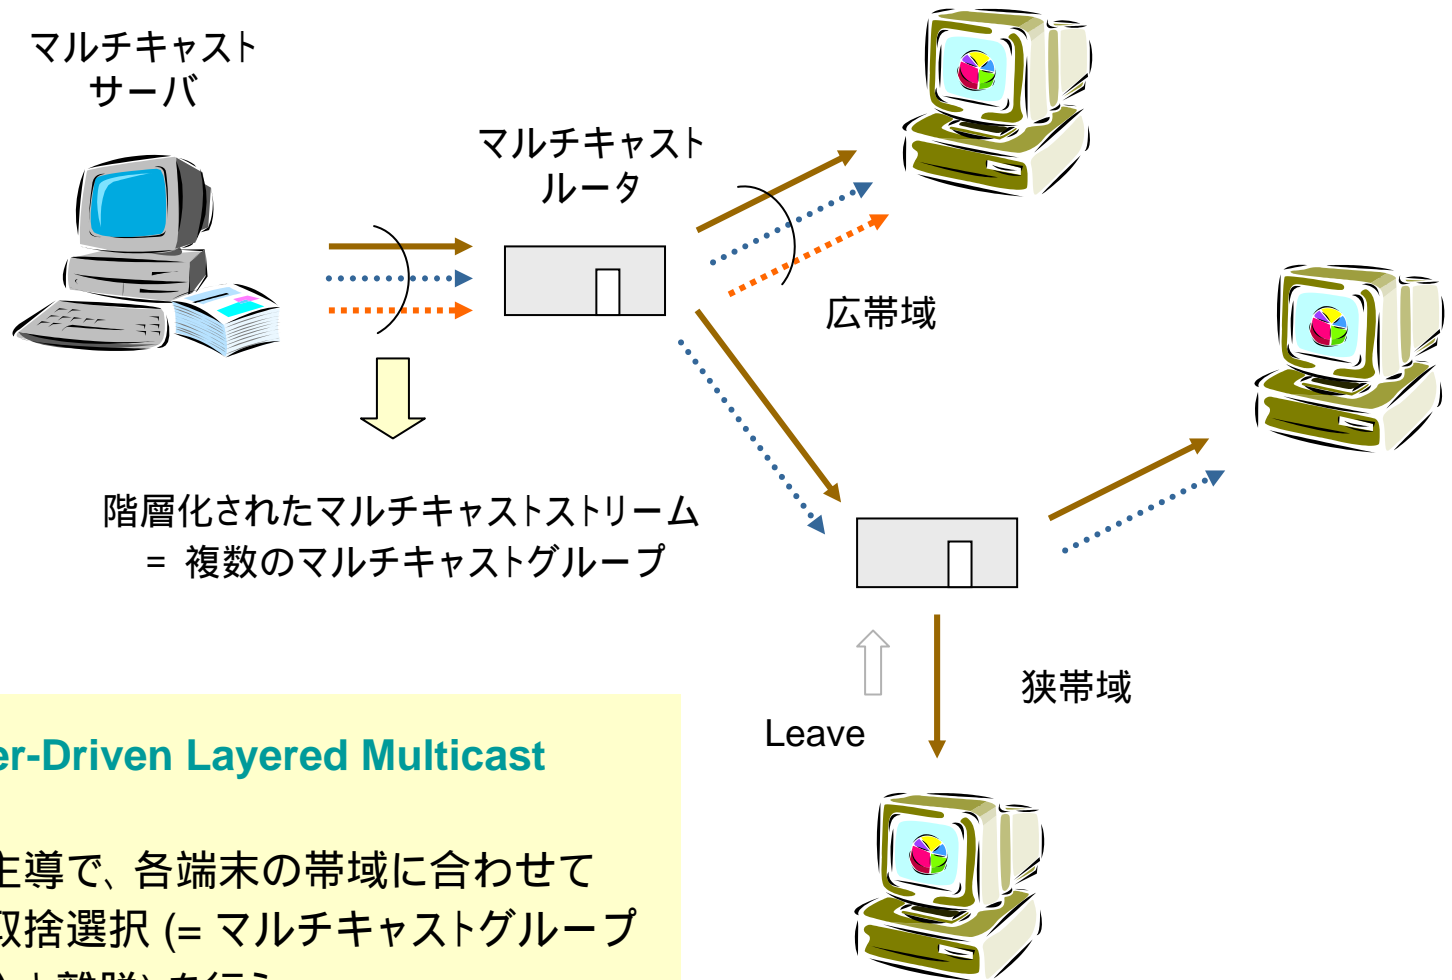 マルチキャスト
サーバ
マルチキャスト
ルータ
広帯域
階層化されたマルチキャストストリーム
= 複数のマルチキャストグループ
狭帯域
Leave
er-Driven Layered Multicast
主導で、各端末の帯域に合わせて
取捨選択 (= マルチキャストグループ